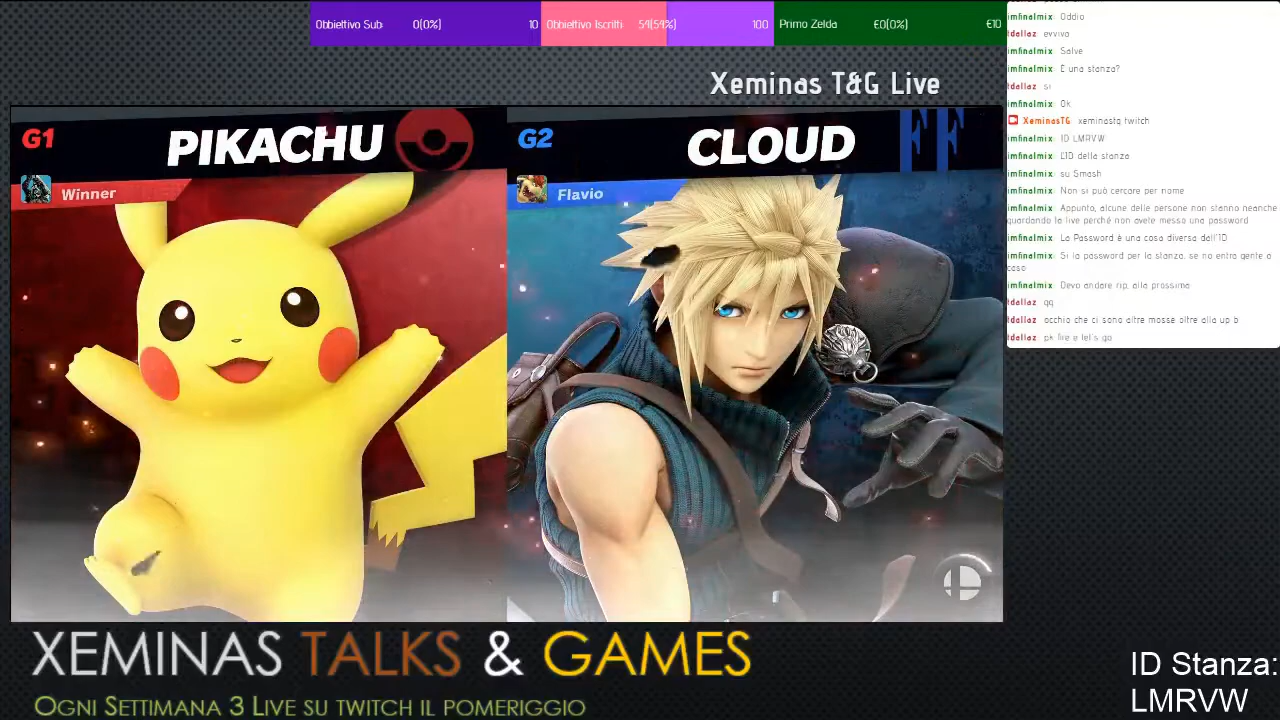 Obbiettivo Sub 0(0%) 10
Obbiettivo Iscritti 59(59%) 100
Primo Zelda £0(0%) €10
Xeminas T&G Live
G1 PIKACHU
Winner
G2 CLOUD FF
Flavio
imfinalmix Oddio
tdallaz evviva
imfinalmix Salve
imfinalmix È una stanza?
tdallaz si
imfinalmix Ok
XeminasTG xeminastg twitch
imfinalmix ID LMRVW
imfinalmix L'ID della stanza
imfinalmix su Smash
imfinalmix Non si può cercare per nome
imfinalmix Appunto, alcune delle persone non stanno neanche
guardando la live perché non avete messo una password
imfinalmix La Password è una cosa diversa dall'ID
imfinalmix Si la password per la stanza, se no entra gente a
caso
imfinalmix Devo andare rip, alla prossima
tdallaz gg
tdallaz occhio che ci sono altre mosse oltre alla up b
tdallaz pk fire e let's go
XEMINAS TALKS & GAMES
OGNI SETTIMANA 3 LIVE SU TWITCH IL POMERIGGIO
ID Stanza:
LMRVW